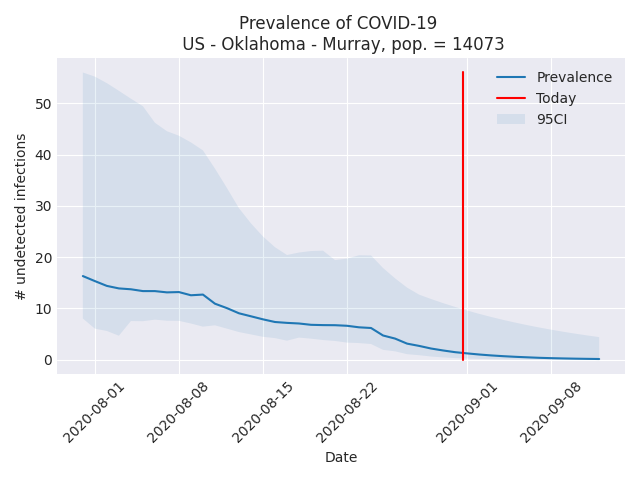 Prevalence of COVID-19
US - Oklahoma - Murray, pop. = 14073
# undetected infections
50
40
30
20
10
0
Prevalence
Today
95CI
2020-08-01
2020-08-08
2020-08-15
2020-08-22
2020-09-01
2020-09-08
Date